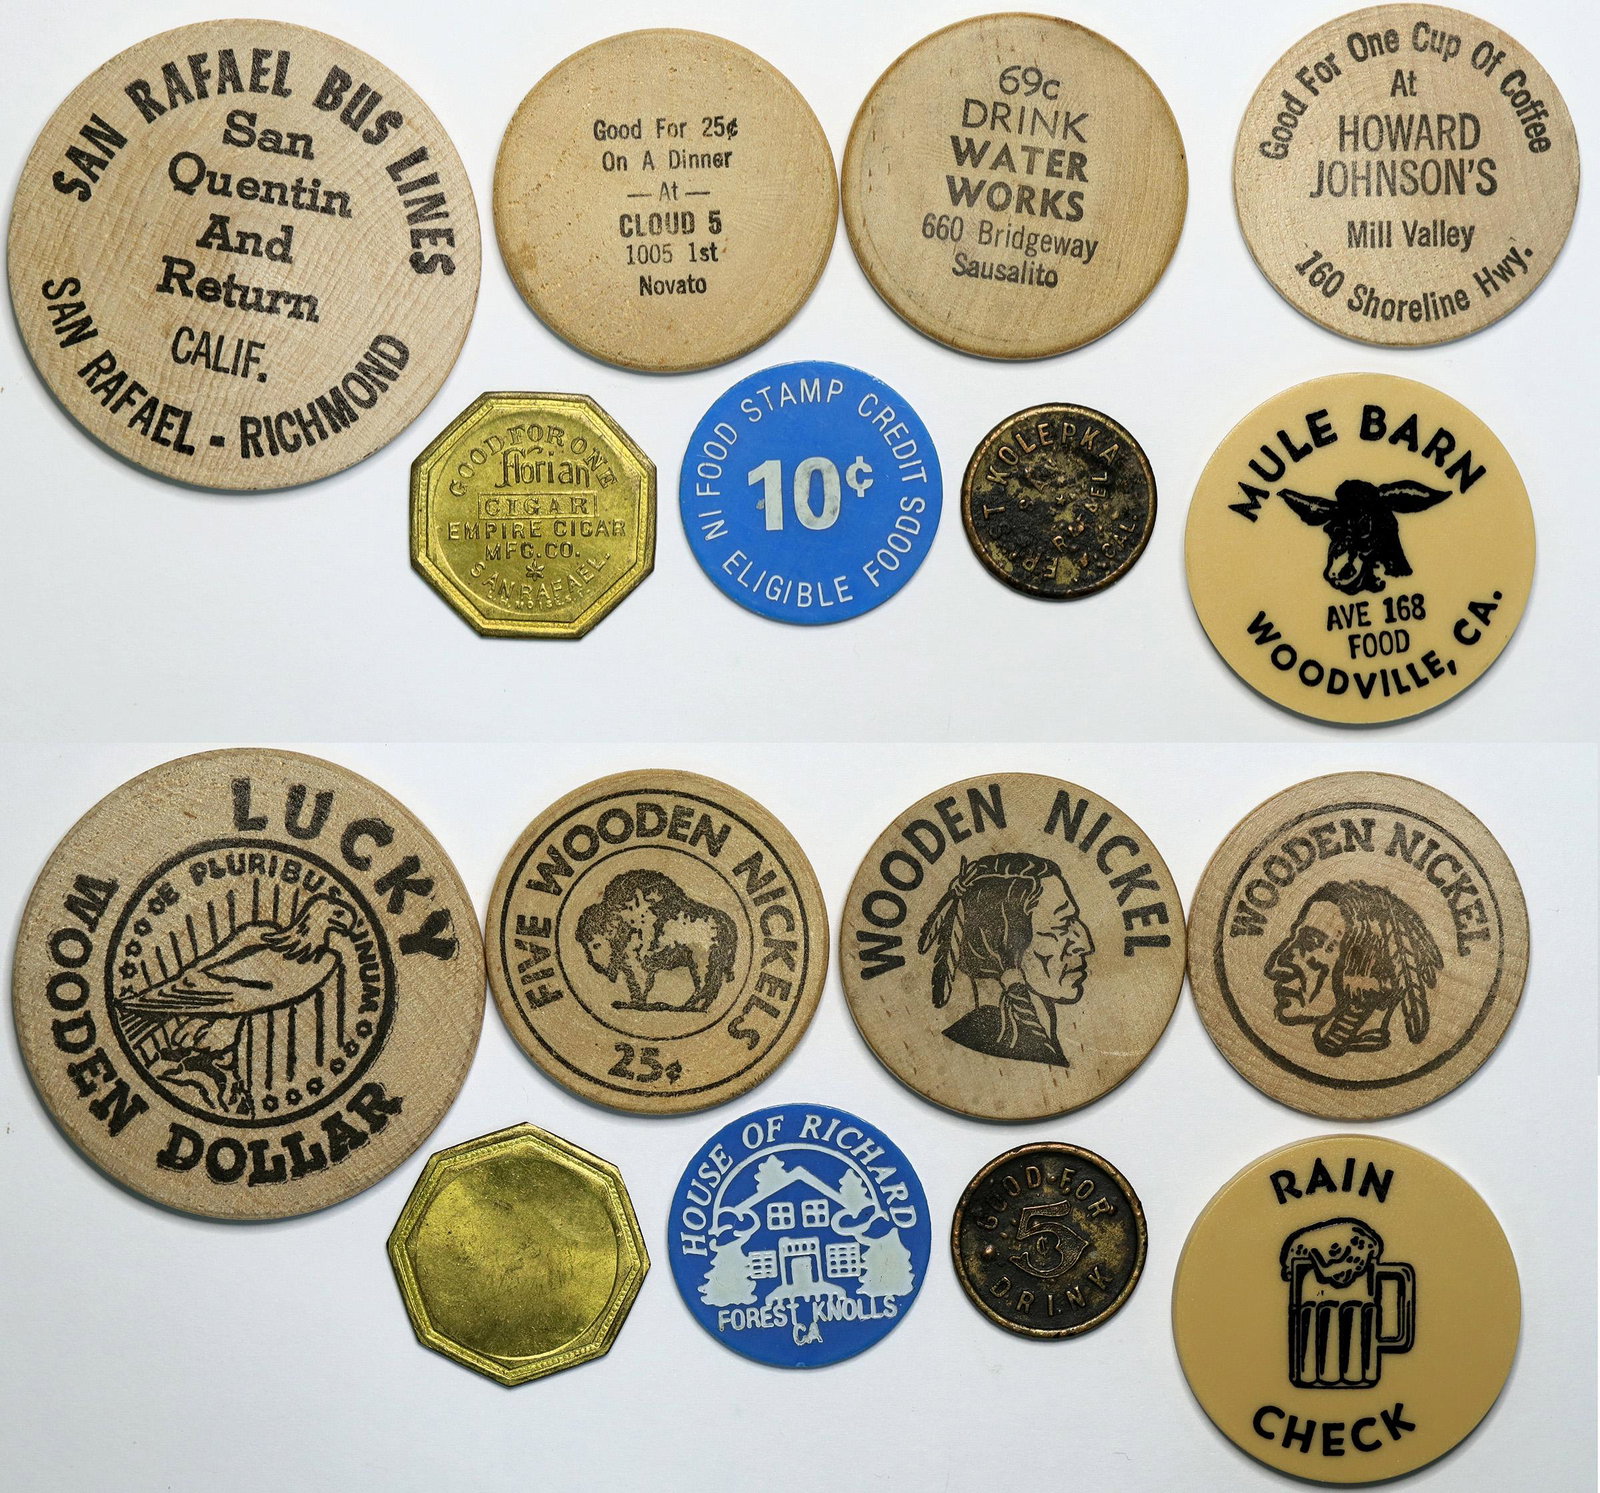 SAN RAFAEL BUS LINES
San
Quentin
And
Return
CALIF.
SAN RAFAEL - RICHMOND
Good For 25¢
On A Dinner
— At —
CLOUD 5
1005 1st
Novato
69c
DRINK
WATER
WORKS
660 Bridgeway
Sausalito
Good For One Cup Of Coffee
At
HOWARD
JOHNSON'S
Mill Valley
160 Shoreline Hwy.
GOOD FOR ONE
florian
CIGAR
EMPIRE CIGAR
MFG. CO.
SAN RAFAEL.
IN FOOD STAMP CREDIT
10¢
IN ELIGIBLE FOODS
KOLEPKA
CAL.
MULE BARN
AVE 168
FOOD
WOODVILLE, CA.
LUCKY
E PLURIBUS UNUM
WOODEN DOLLAR
FIVE WOODEN NICKELS
25¢
WOODEN NICKEL
WOODEN NICKEL
HOUSE OF RICHARD
FOREST KNOLLS
CA
GOOD FOR
5¢
DRINK
RAIN
CHECK